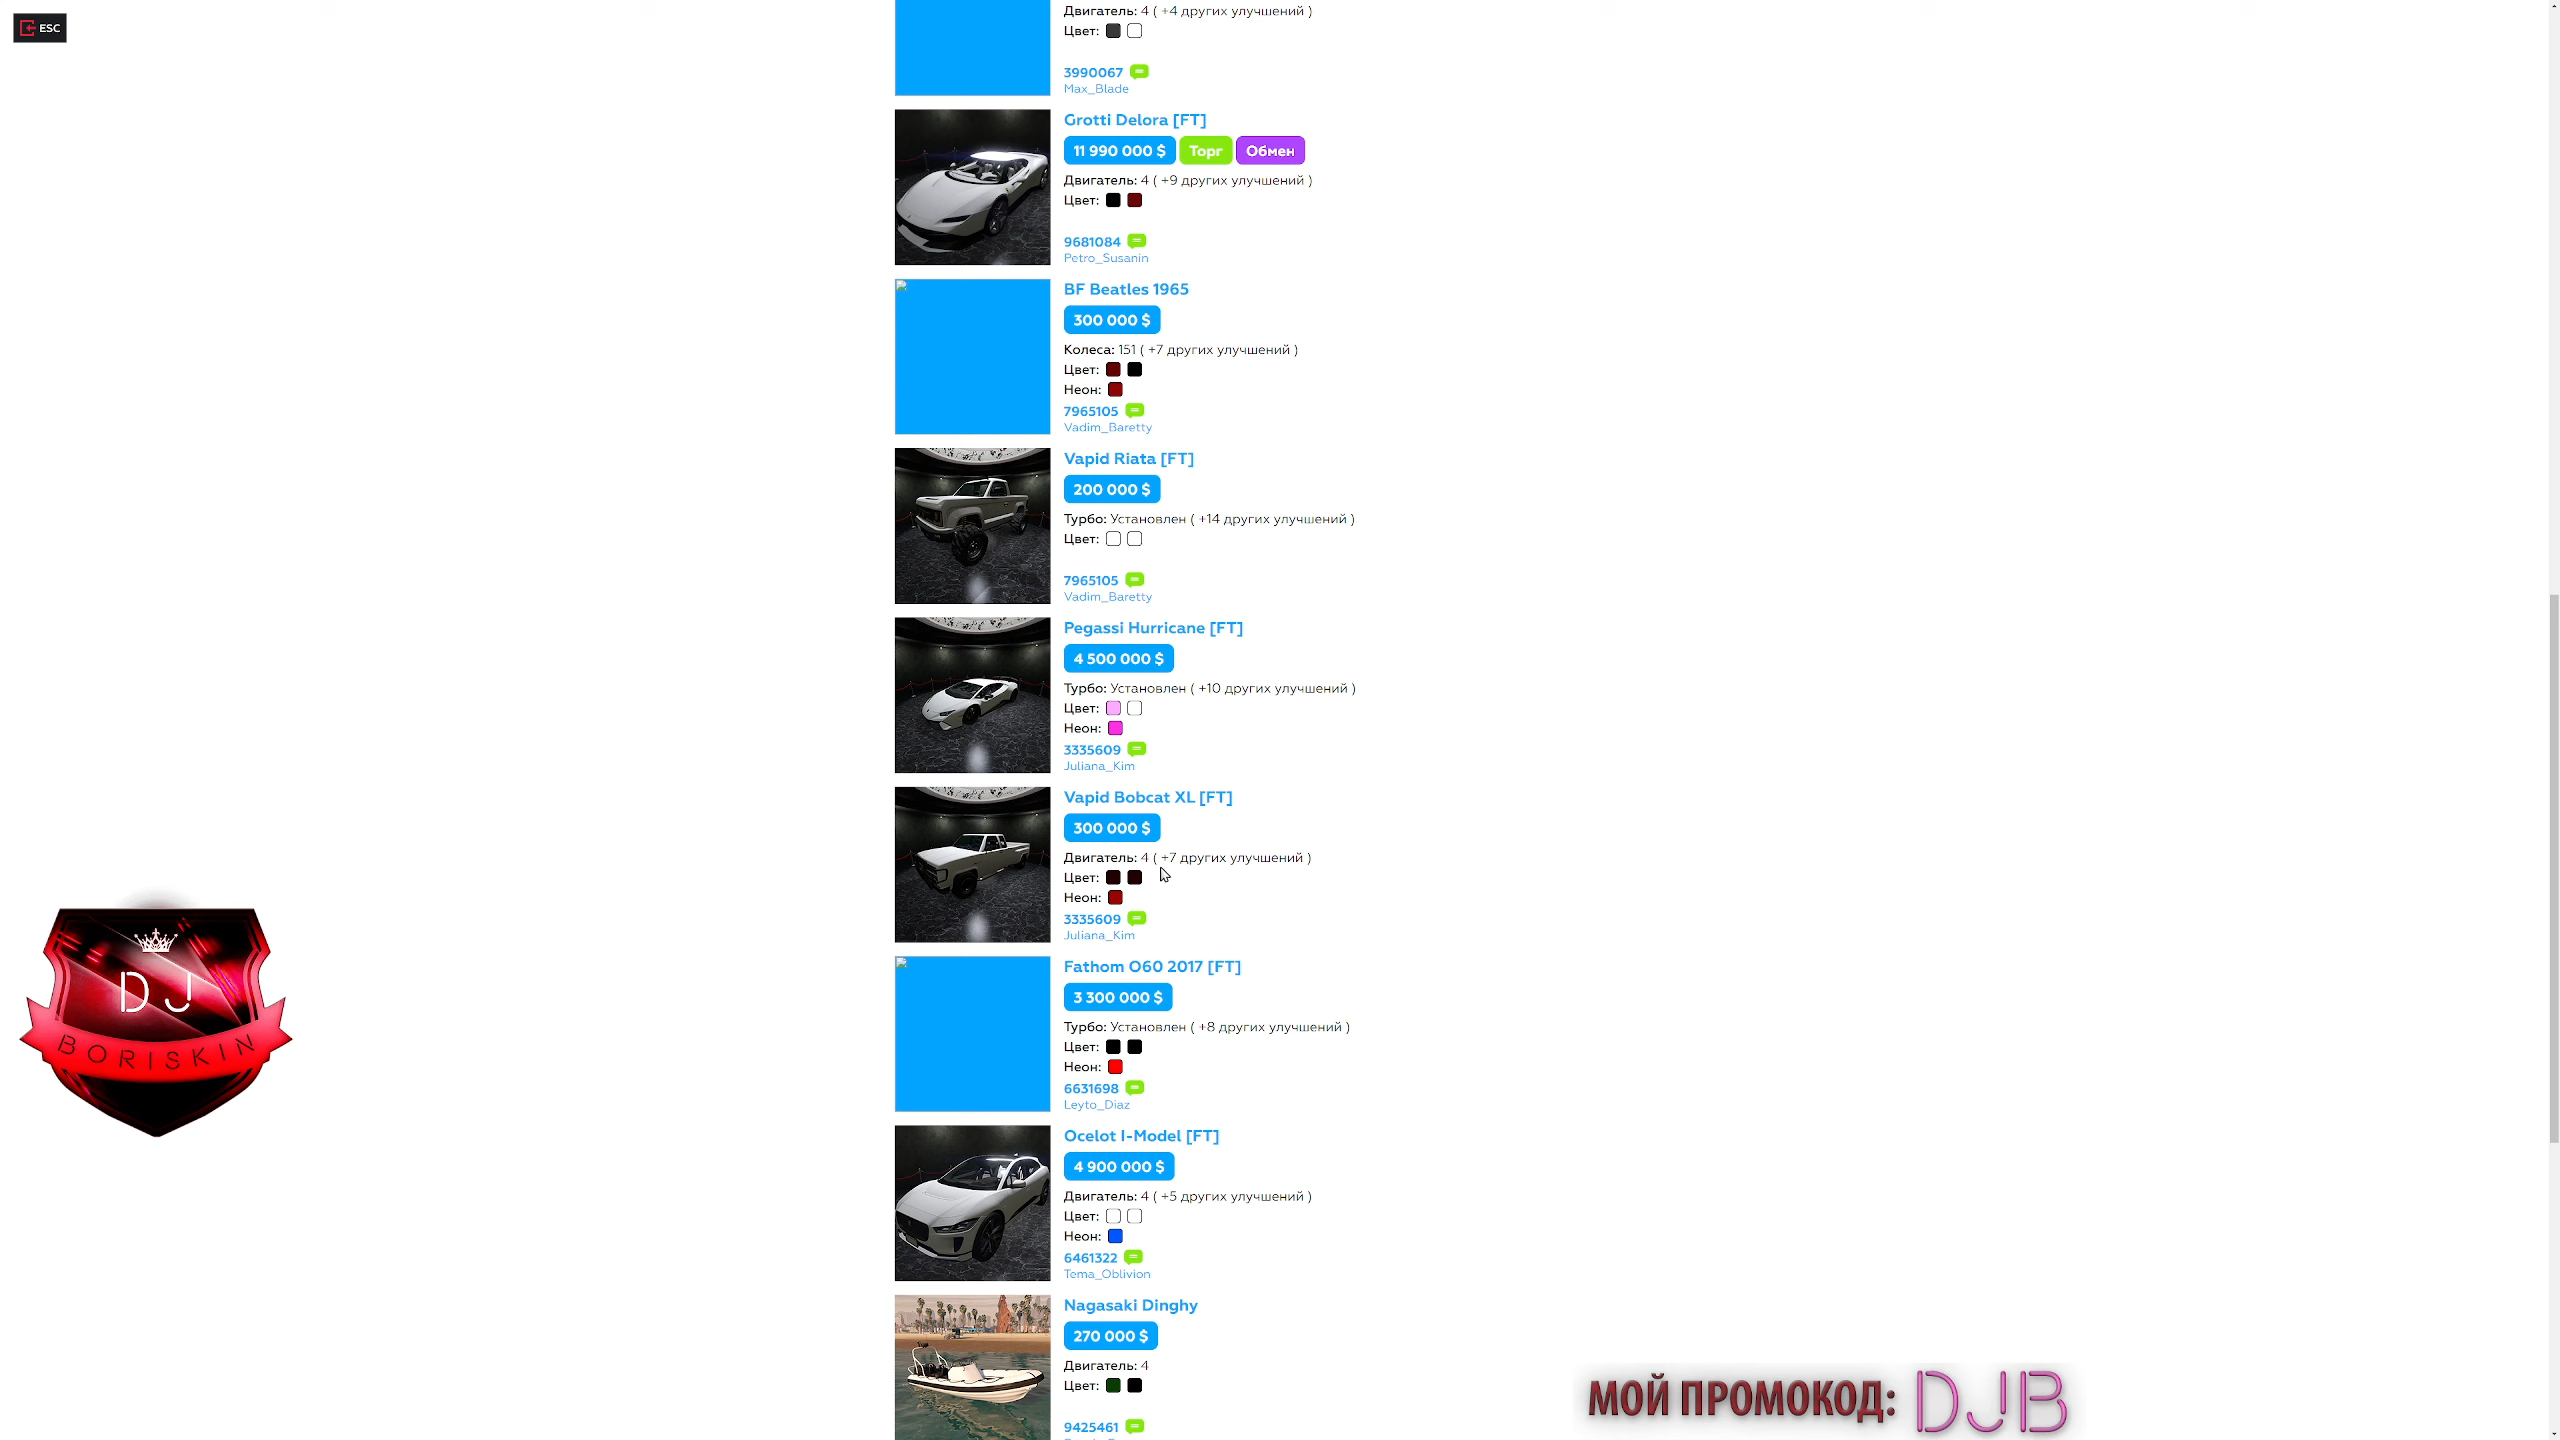 ESC
Двигатель: 4 ( +4 других улучшений )
Цвет:
3990067
Max_Blade
Grotti Delora [FT]
11 990 000 $ Торг Обмен
Двигатель: 4 ( +9 других улучшений )
Цвет:
9681084
Petro_Susanin
BF Beatles 1965
300 000 $
Колеса: 151 ( +7 других улучшений )
Цвет:
Неон:
7965105
Vadim_Baretty
Vapid Riata [FT]
200 000 $
Турбо: Установлен ( +14 других улучшений )
Цвет:
7965105
Vadim_Baretty
Pegassi Hurricane [FT]
4 500 000 $
Турбо: Установлен ( +10 других улучшений )
Цвет:
Неон:
3335609
Juliana_Kim
Vapid Bobcat XL [FT]
300 000 $
Двигатель: 4 ( +7 других улучшений )
Цвет:
Неон:
3335609
Juliana_Kim
Fathom O60 2017 [FT]
3 300 000 $
Турбо: Установлен ( +8 других улучшений )
Цвет:
Неон:
6631698
Leyto_Diaz
Ocelot I-Model [FT]
4 900 000 $
Двигатель: 4 ( +5 других улучшений )
Цвет:
Неон:
6461322
Tema_Oblivion
Nagasaki Dinghy
270 000 $
Двигатель: 4
Цвет:
9425461
DJ
BORISKIN
МОЙ ПРОМОКОД: DJB